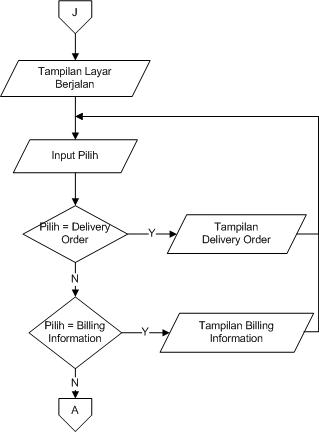 J
Tampilan Layar
Berjalan
Input Pilih
Pilih = Delivery
Order
Y
Tampilan
Delivery Order
N
Pilih = Billing
Information
Y
Tampilan Billing
Information
N
A